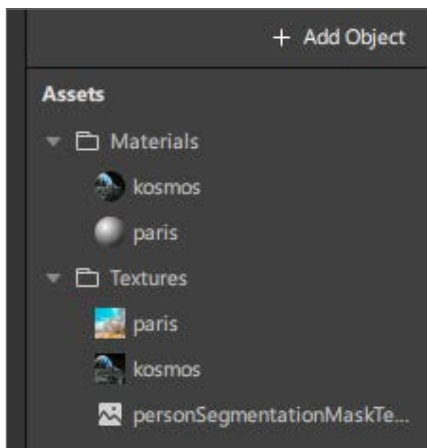 + Add Object
Assets
Materials
kosmos
paris
Textures
paris
kosmos
personSegmentationMaskTe...